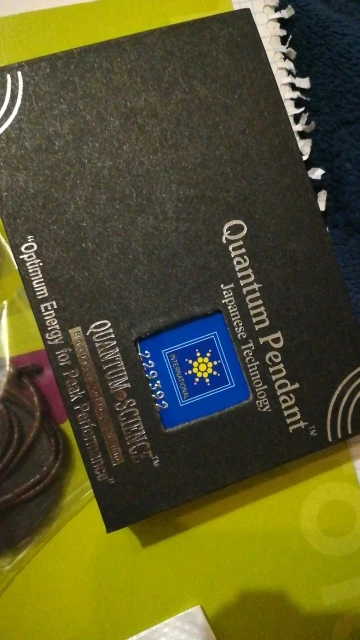 Quantum Pendant™
Japanese Technology
INTERNATIONAL
229392
QUANTUM SCIENCE™
"Optimum Energy for Peak Performance"